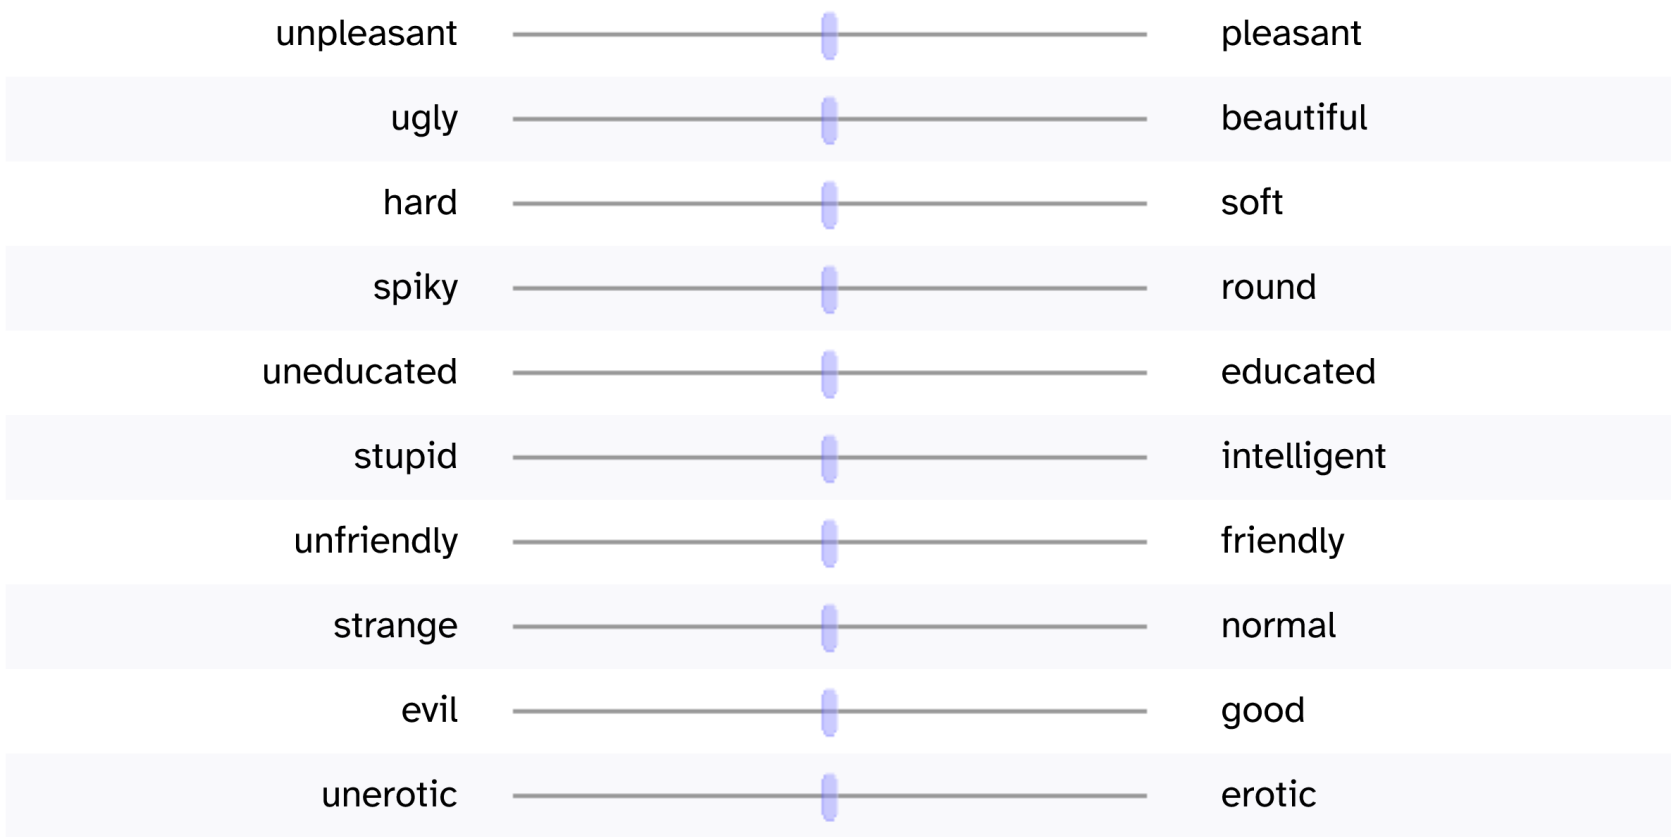 unpleasant pleasant
ugly beautiful
hard soft
spiky round
uneducated educated
stupid intelligent
unfriendly friendly
strange normal
evil good
unerotic erotic